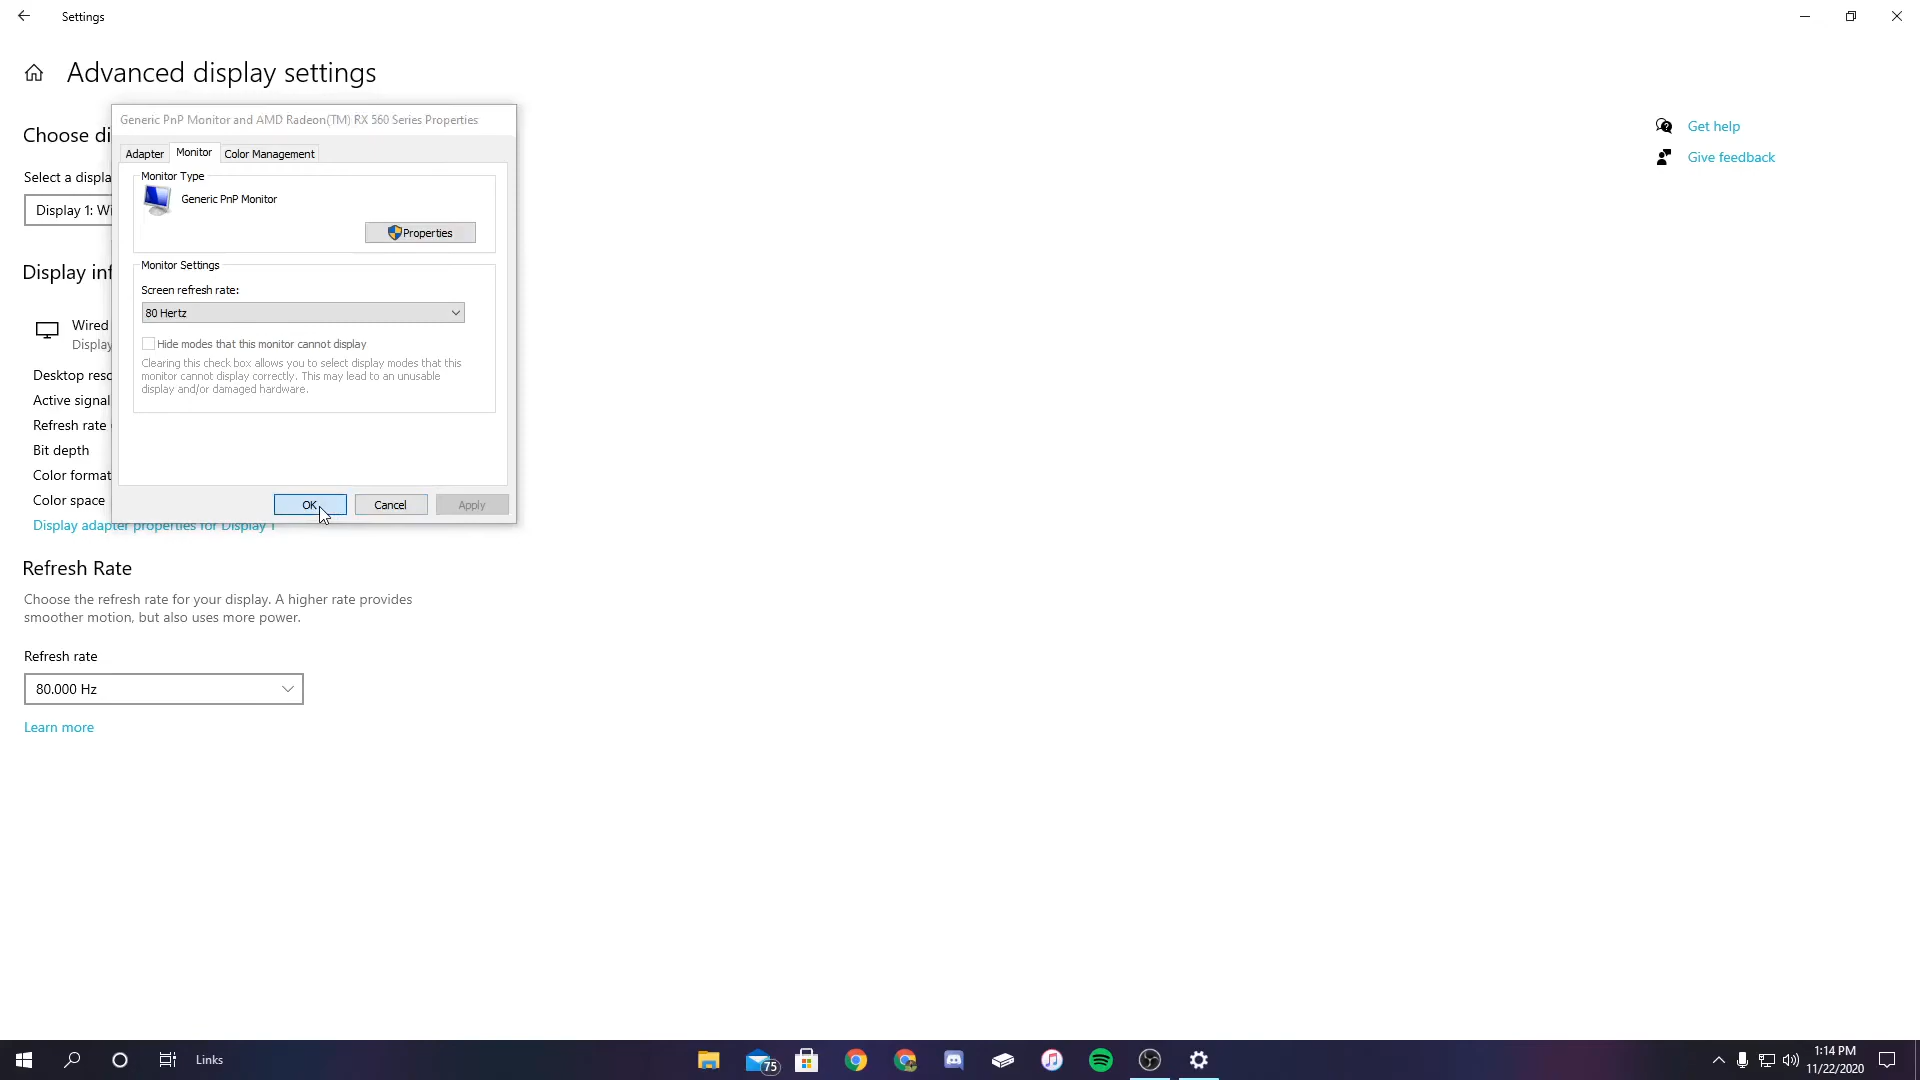 Settings
Advanced display settings
Generic PnP Monitor and AMD Radeon(TM) RX 560 Series Properties
Get help
Choose di
Adapter
Monitor
Color Management
Give feedback
Monitor Type
Select a displa
Generic PnP Monitor
Display 1: Wi
Properties
Display inf
Monitor Settings
Screen refresh rate:
80 Hertz
Wired
Display
Hide modes that this monitor cannot display
Clearing this check box allows you to select display modes that this
monitor cannot display correctly. This may lead to an unusable
display and/or damaged hardware.
Desktop reso
Active signal
Refresh rate
Bit depth
Color format
Color space
OK
Cancel
Apply
Display adapter properties for Display 1
Refresh Rate
Choose the refresh rate for your display. A higher rate provides
smoother motion, but also uses more power.
Refresh rate
80.000 Hz
Learn more
Links
75
1:14 PM
11/22/2020